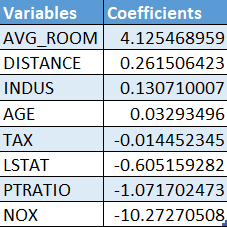 Variables Coefficients
AVG_ROOM 4.125468959
DISTANCE 0.261506423
INDUS 0.130710007
AGE 0.03293496
TAX -0.014452345
LSTAT -0.605159282
PTRATIO -1.071702473
NOX -10.27270508